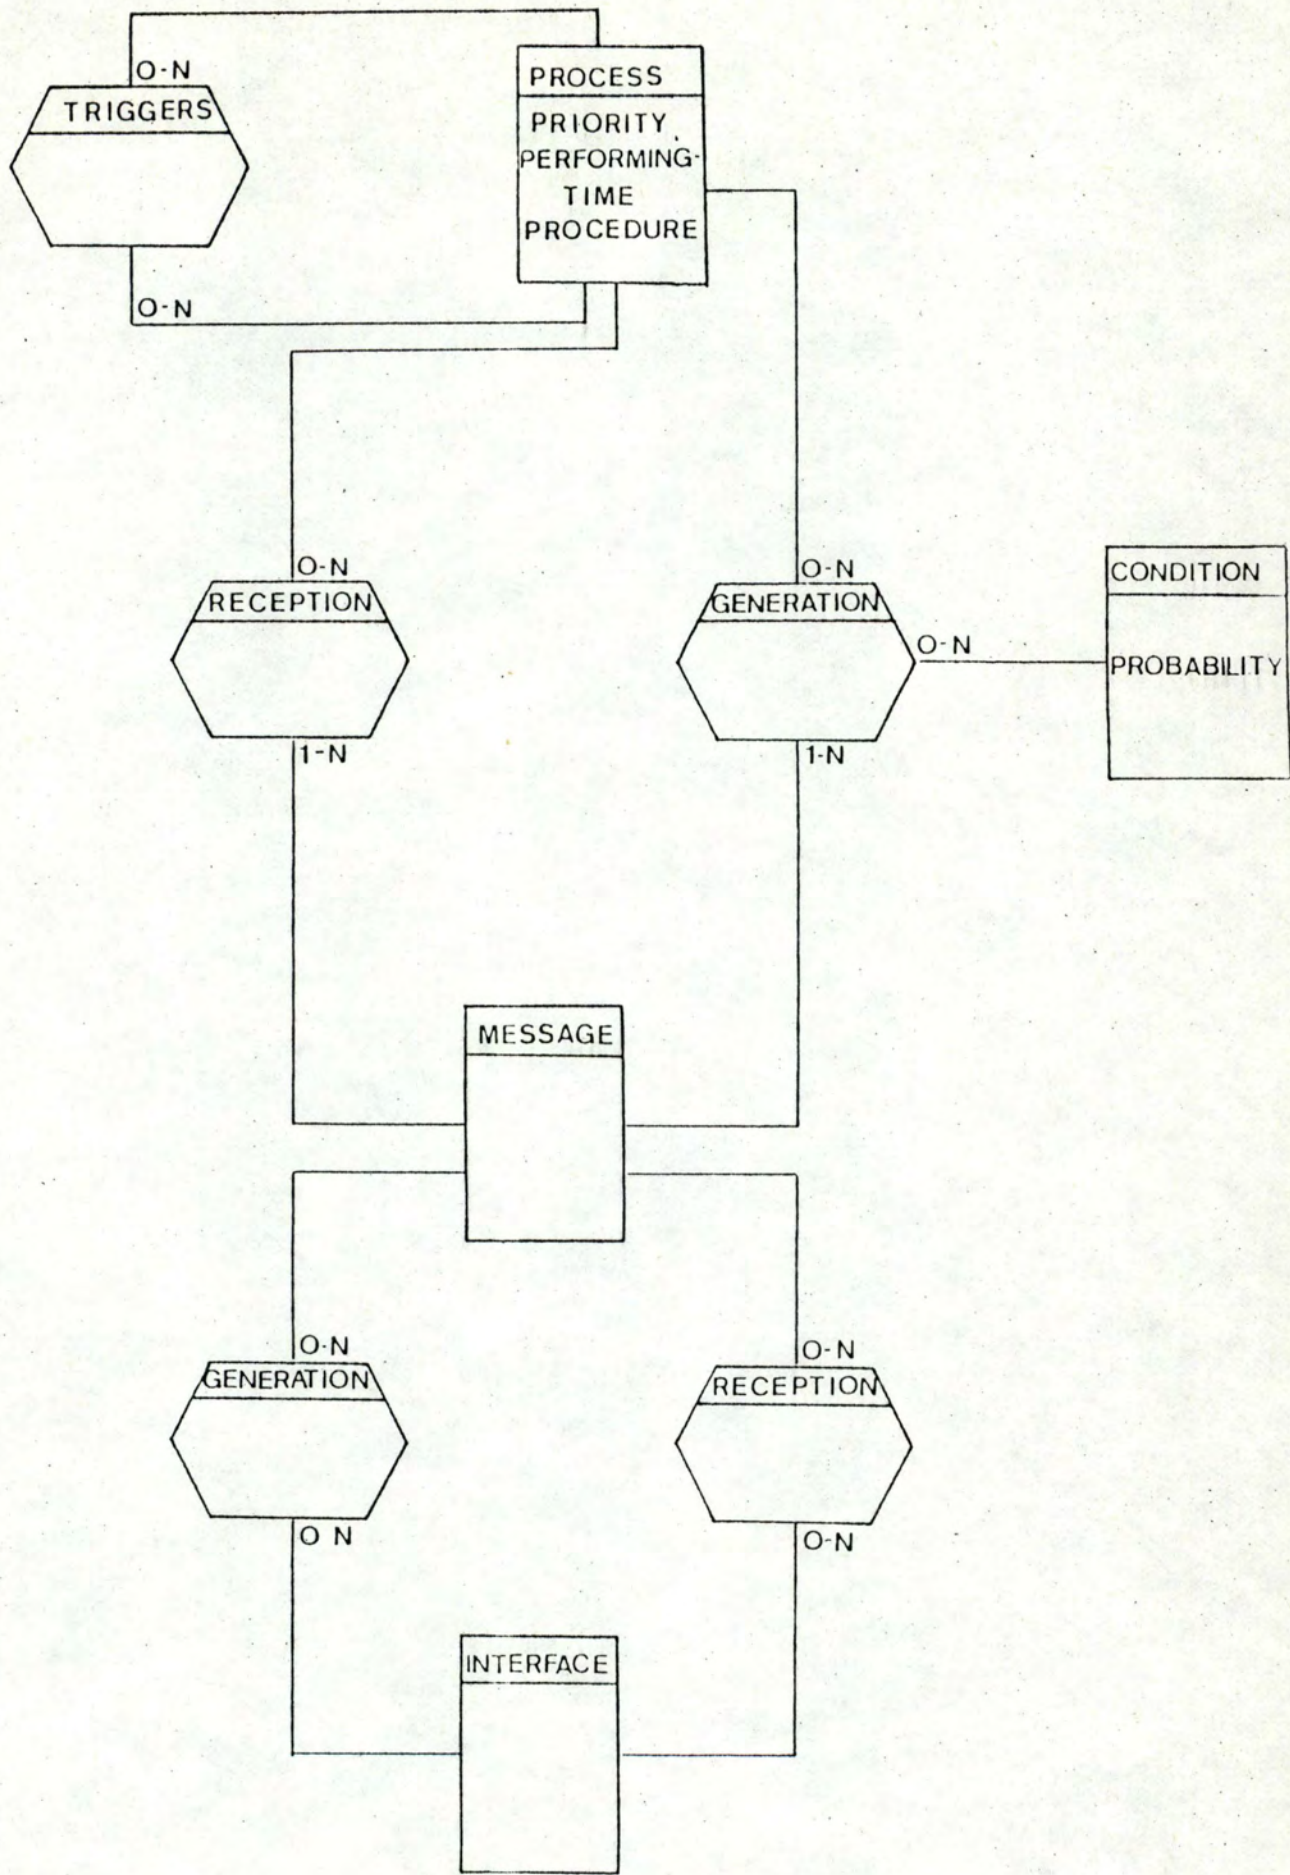 O-N
TRIGGERS
O-N
PROCESS
PRIORITY
PERFORMING-
TIME
PROCEDURE
O-N
RECEPTION
1-N
O-N
GENERATION
O-N
1-N
CONDITION
PROBABILITY
MESSAGE
O-N
GENERATION
O N
O-N
RECEPTION
O-N
INTERFACE